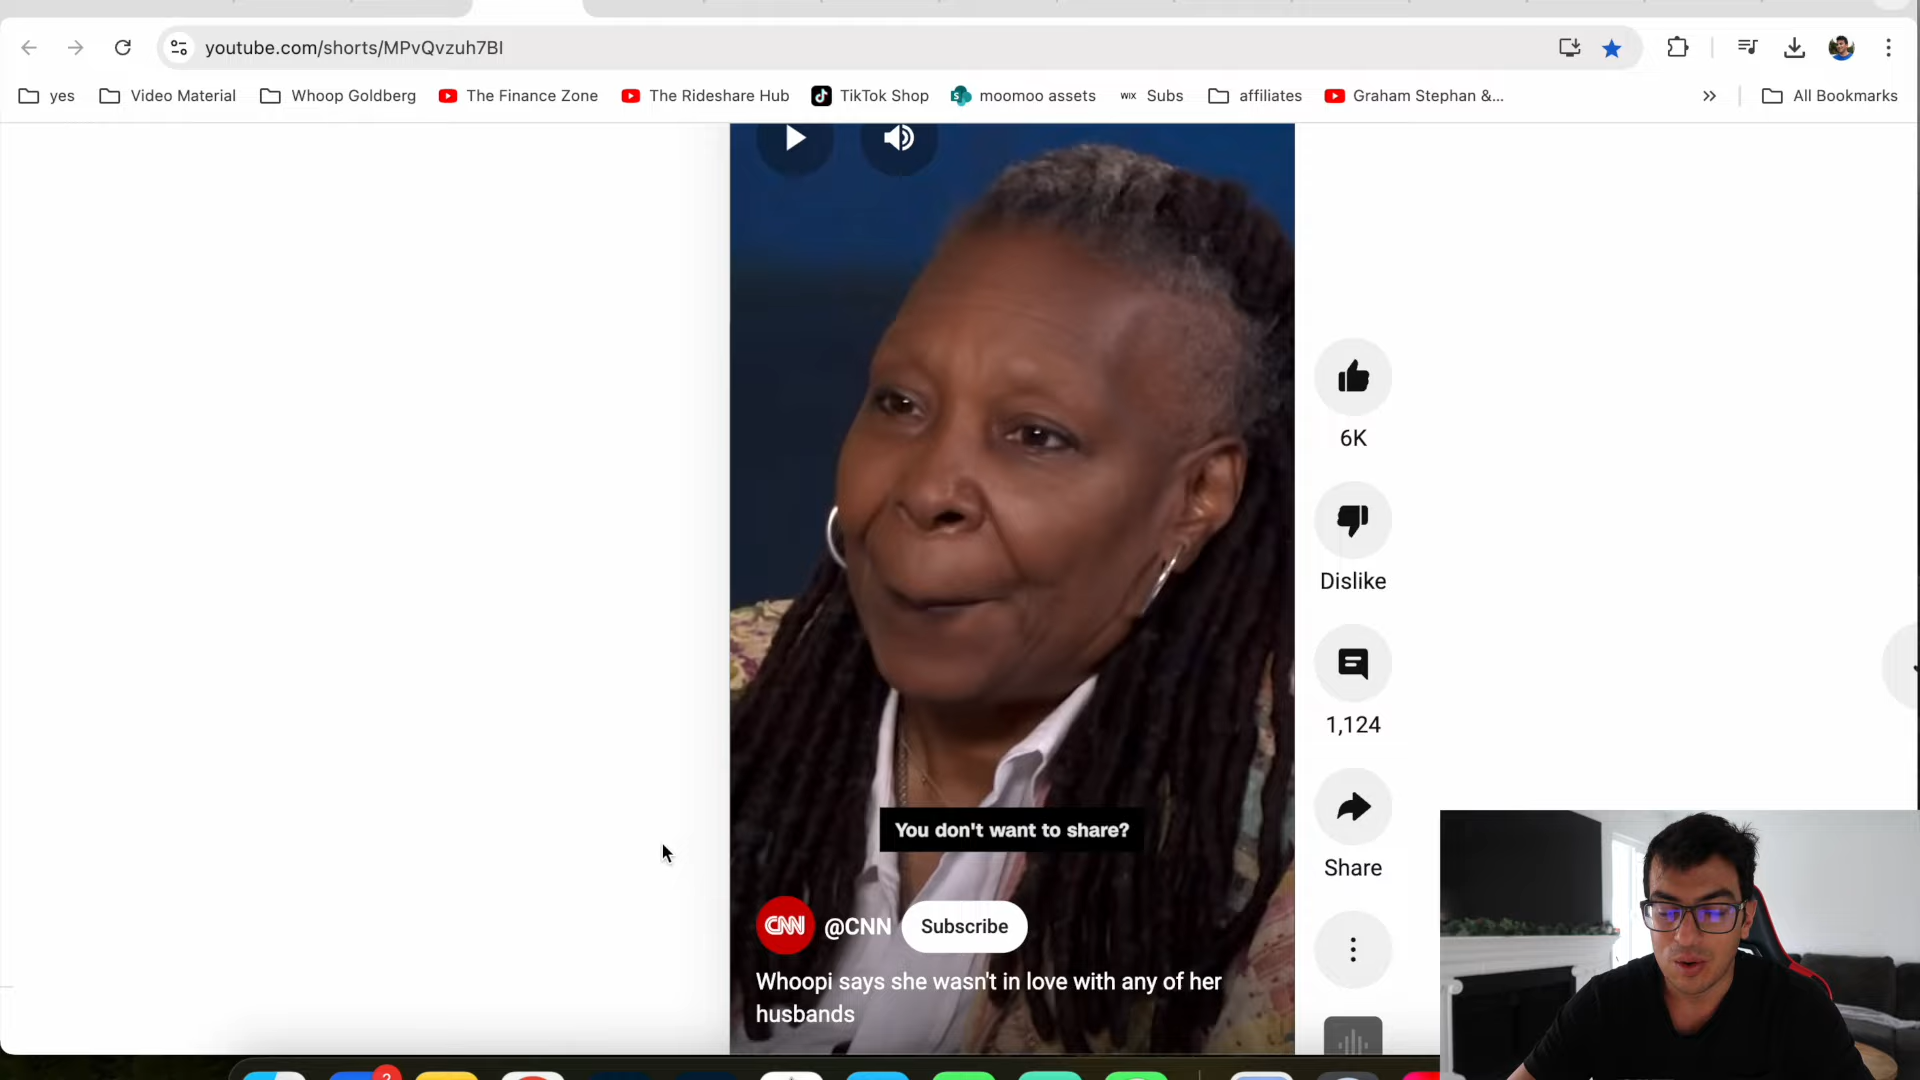 youtube.com/shorts/MPvQvzuh7BI
yes
Video Material
Whoop Goldberg
The Finance Zone
The Rideshare Hub
TikTok Shop
moomoo assets
WIX Subs
affiliates
Graham Stephan &...
All Bookmarks
6K
Dislike
1,124
Share
You don't want to share?
CNN @CNN Subscribe
Whoopi says she wasn't in love with any of her
husbands
2